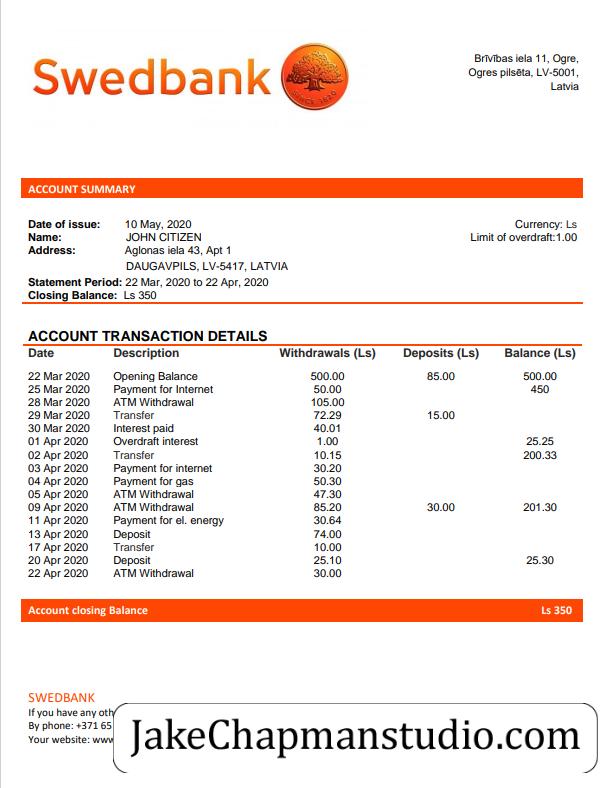 Swedbank
SINCE 1820
Brīvības iela 11, Ogre,
Ogres pilsēta, LV-5001,
Latvia
ACCOUNT SUMMARY
Date of issue: 10 May, 2020 Currency: Ls
Name: JOHN CITIZEN Limit of overdraft:1.00
Address: Aglonas iela 43, Apt 1
DAUGAVPILS, LV-5417, LATVIA
Statement Period: 22 Mar, 2020 to 22 Apr, 2020
Closing Balance: Ls 350
ACCOUNT TRANSACTION DETAILS
Date Description Withdrawals (Ls) Deposits (Ls) Balance (Ls)
22 Mar 2020 Opening Balance 500.00 85.00 500.00
25 Mar 2020 Payment for Internet 50.00 450
28 Mar 2020 ATM Withdrawal 105.00
29 Mar 2020 Transfer 72.29 15.00
30 Mar 2020 Interest paid 40.01
01 Apr 2020 Overdraft interest 1.00 25.25
02 Apr 2020 Transfer 10.15 200.33
03 Apr 2020 Payment for internet 30.20
04 Apr 2020 Payment for gas 50.30
05 Apr 2020 ATM Withdrawal 47.30
09 Apr 2020 ATM Withdrawal 85.20 30.00 201.30
11 Apr 2020 Payment for el. energy 30.64
13 Apr 2020 Deposit 74.00
17 Apr 2020 Transfer 10.00
20 Apr 2020 Deposit 25.10 25.30
22 Apr 2020 ATM Withdrawal 30.00
Account closing Balance Ls 350
SWEDBANK
If you have any oth
By phone: +371 65
Your website: www
JakeChapmanstudio.com